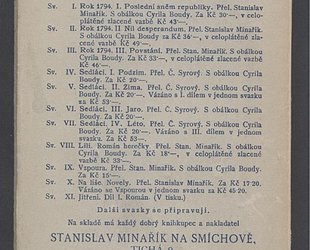 Sv. I. Rok 1794. I. Poslední sněm republiky. Přel. Stanislav
Minařík. S obálkou Cyrila Boudy. Za Kč 30·—, v celo-
plátěné zlacené vazbě Kč 43·—.
Sv. II. Rok 1794. II Nil desperandum. Přel. Stanislav Minařík.
S obálkou Cyrila Boudy. Za Kč 36·—, v celoplátěné zla-
cené vazbě Kč 49·—.
Sv. III. Rok 1794. III. Povstání. Přel. Stan. Minařík. S obálkou
Cyrila Boudy. Za Kč 33·—, v celoplátěné zlacené vazbě
Kč 46·—.
Sv. IV. Sedláci. I. Podzim. Přel. Č. Syrový. S obálkou Cyrila
Boudy. Za Kč 20·—.
Sv. V. Sedláci. II. Zima. Přel. Č. Syrový. S obálkou Cyrila
Boudy. Za Kč 20·—. Vázáno s I. dílem v jednom svazku
za Kč 53·—.
Sv. VI. Sedláci. III. Jaro. Přel. Č. Syrový. S obálkou Cyrila
Boudy. Za Kč 20·—.
Sv. VII. Sedláci. IV. Léto. Přel. Č. Syrový. S obálkou Cyrila
Boudy. Za Kč 20·—. Vázáno s III. dílem v jednom
svazku za Kč 53·—.
Sv. VIII. Lili. Román herečky. Přel. Stan. Minařík. S obálkou
Cyrila Boudy. Za Kč 18·—, v celoplátěné zlacené
vazbě Kč 33·—.
Sv. IX. Vzpoura. Přel. Stanislav Minařík. S obálkou Cyrila
Boudy. Za Kč 15·—.
Sv. X. Na líše Novely. Přel. Stanislav Minařík, Za Kč 17·20.
Vázáno se Vzpourou v jednom svazku za Kč 45·20.
Sv. XI. Jitření. Díl I. Román. (V tisku.)
Další svazky se připravují.
Na skladě má každý dobrý knihkupec a nakladatel
STANISLAV MINAŘÍK NA SMÍCHOVĚ,